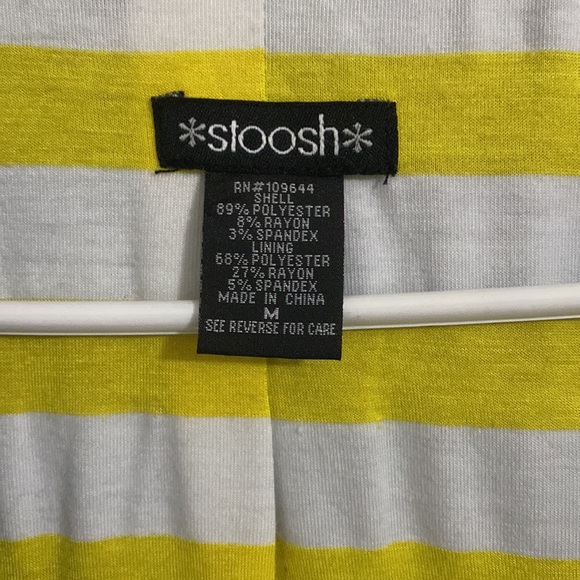 *stoosh*
RN#109644
SHELL
89% POLYESTER
8% RAYON
3% SPANDEX
LINING
68% POLYESTER
27% RAYON
5% SPANDEX
MADE IN CHINA
M
SEE REVERSE FOR CARE